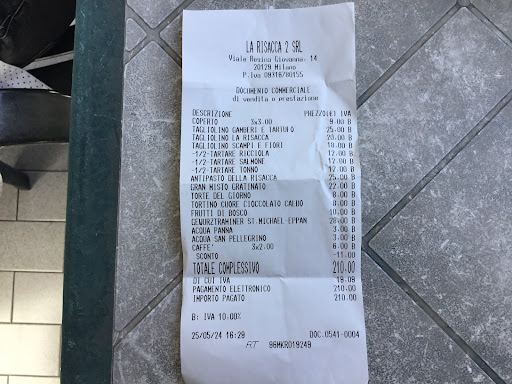 LA RISACCA 2 SRL
Viale Regina Giovanna, 14
20129 Milano
P.iva 09316780155
DOCUMENTO COMMERCIALE
di vendita o prestazione
DESCRIZIONE PREZZO(€) IVA
COPERTO 3x3.00 9.00 B
TAGLIOLINO GAMBERI E TARTUFO 25.00 B
TAGLIOLINO LA RISACCA 20.00 B
TAGLIOLINO SCAMPI E FIORI 18.00 B
-1/2-TARTARE RICCIOLA 12.00 B
-1/2-TARTARE SALMONE 12.00 B
-1/2-TARTARE TONNO 12.00 B
ANTIPASTO DELLA RISACCA 25.00 B
GRAN MISTO GRATINATO 22.00 B
TORTE DEL GIORNO 8.00 B
TORTINO CUORE CIOCCOLATO CALDO 8.00 B
FRUTTI DI BOSCO 10.00 B
GEWURZTRAMINER ST.MICHAEL-EPPAN 28.00 B
ACQUA PANNA 3.00 B
ACQUA SAN PELLEGRINO 3.00 B
CAFFE' 3x2.00 6.00 B
SCONTO -11.00
TOTALE COMPLESSIVO 210.00
DI CUI IVA 19.09
PAGAMENTO ELETTRONICO 210.00
IMPORTO PAGATO 210.00
B: IVA 10.00%
25/05/24 16:29 DOC.0541-0004
RT 96MKR019249